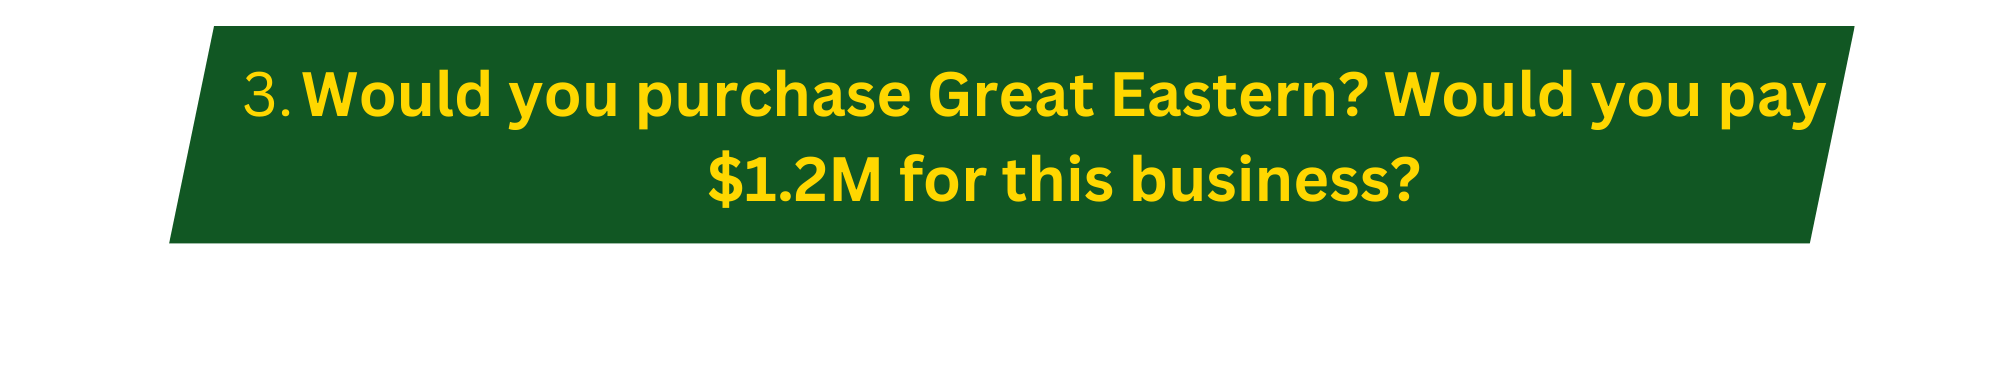 3. Would you purchase Great Eastern? Would you pay
$1.2M for this business?